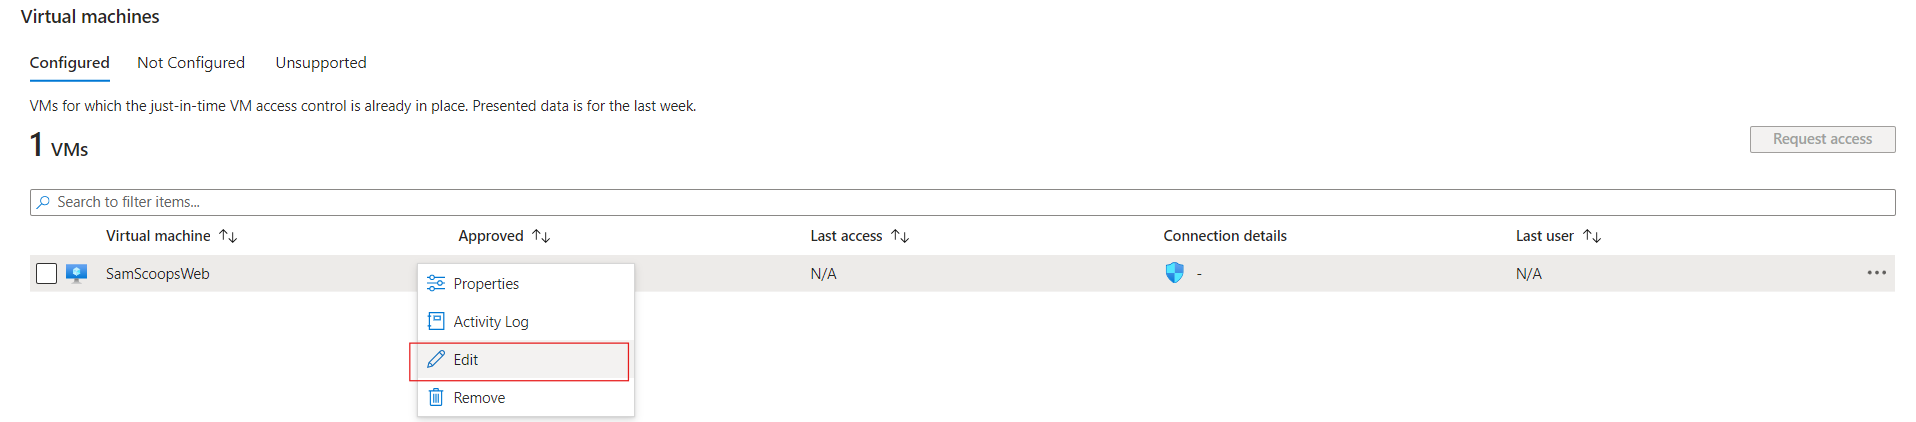 Virtual machines
Configured Not Configured Unsupported
VMs for which the just-in-time VM access control is already in place. Presented data is for the last week.
1 VMs
Request access
Search to filter items...
Virtual machine Approved Last access Connection details Last user
SamScoopsWeb N/A - N/A
Properties
Activity Log
Edit
Remove